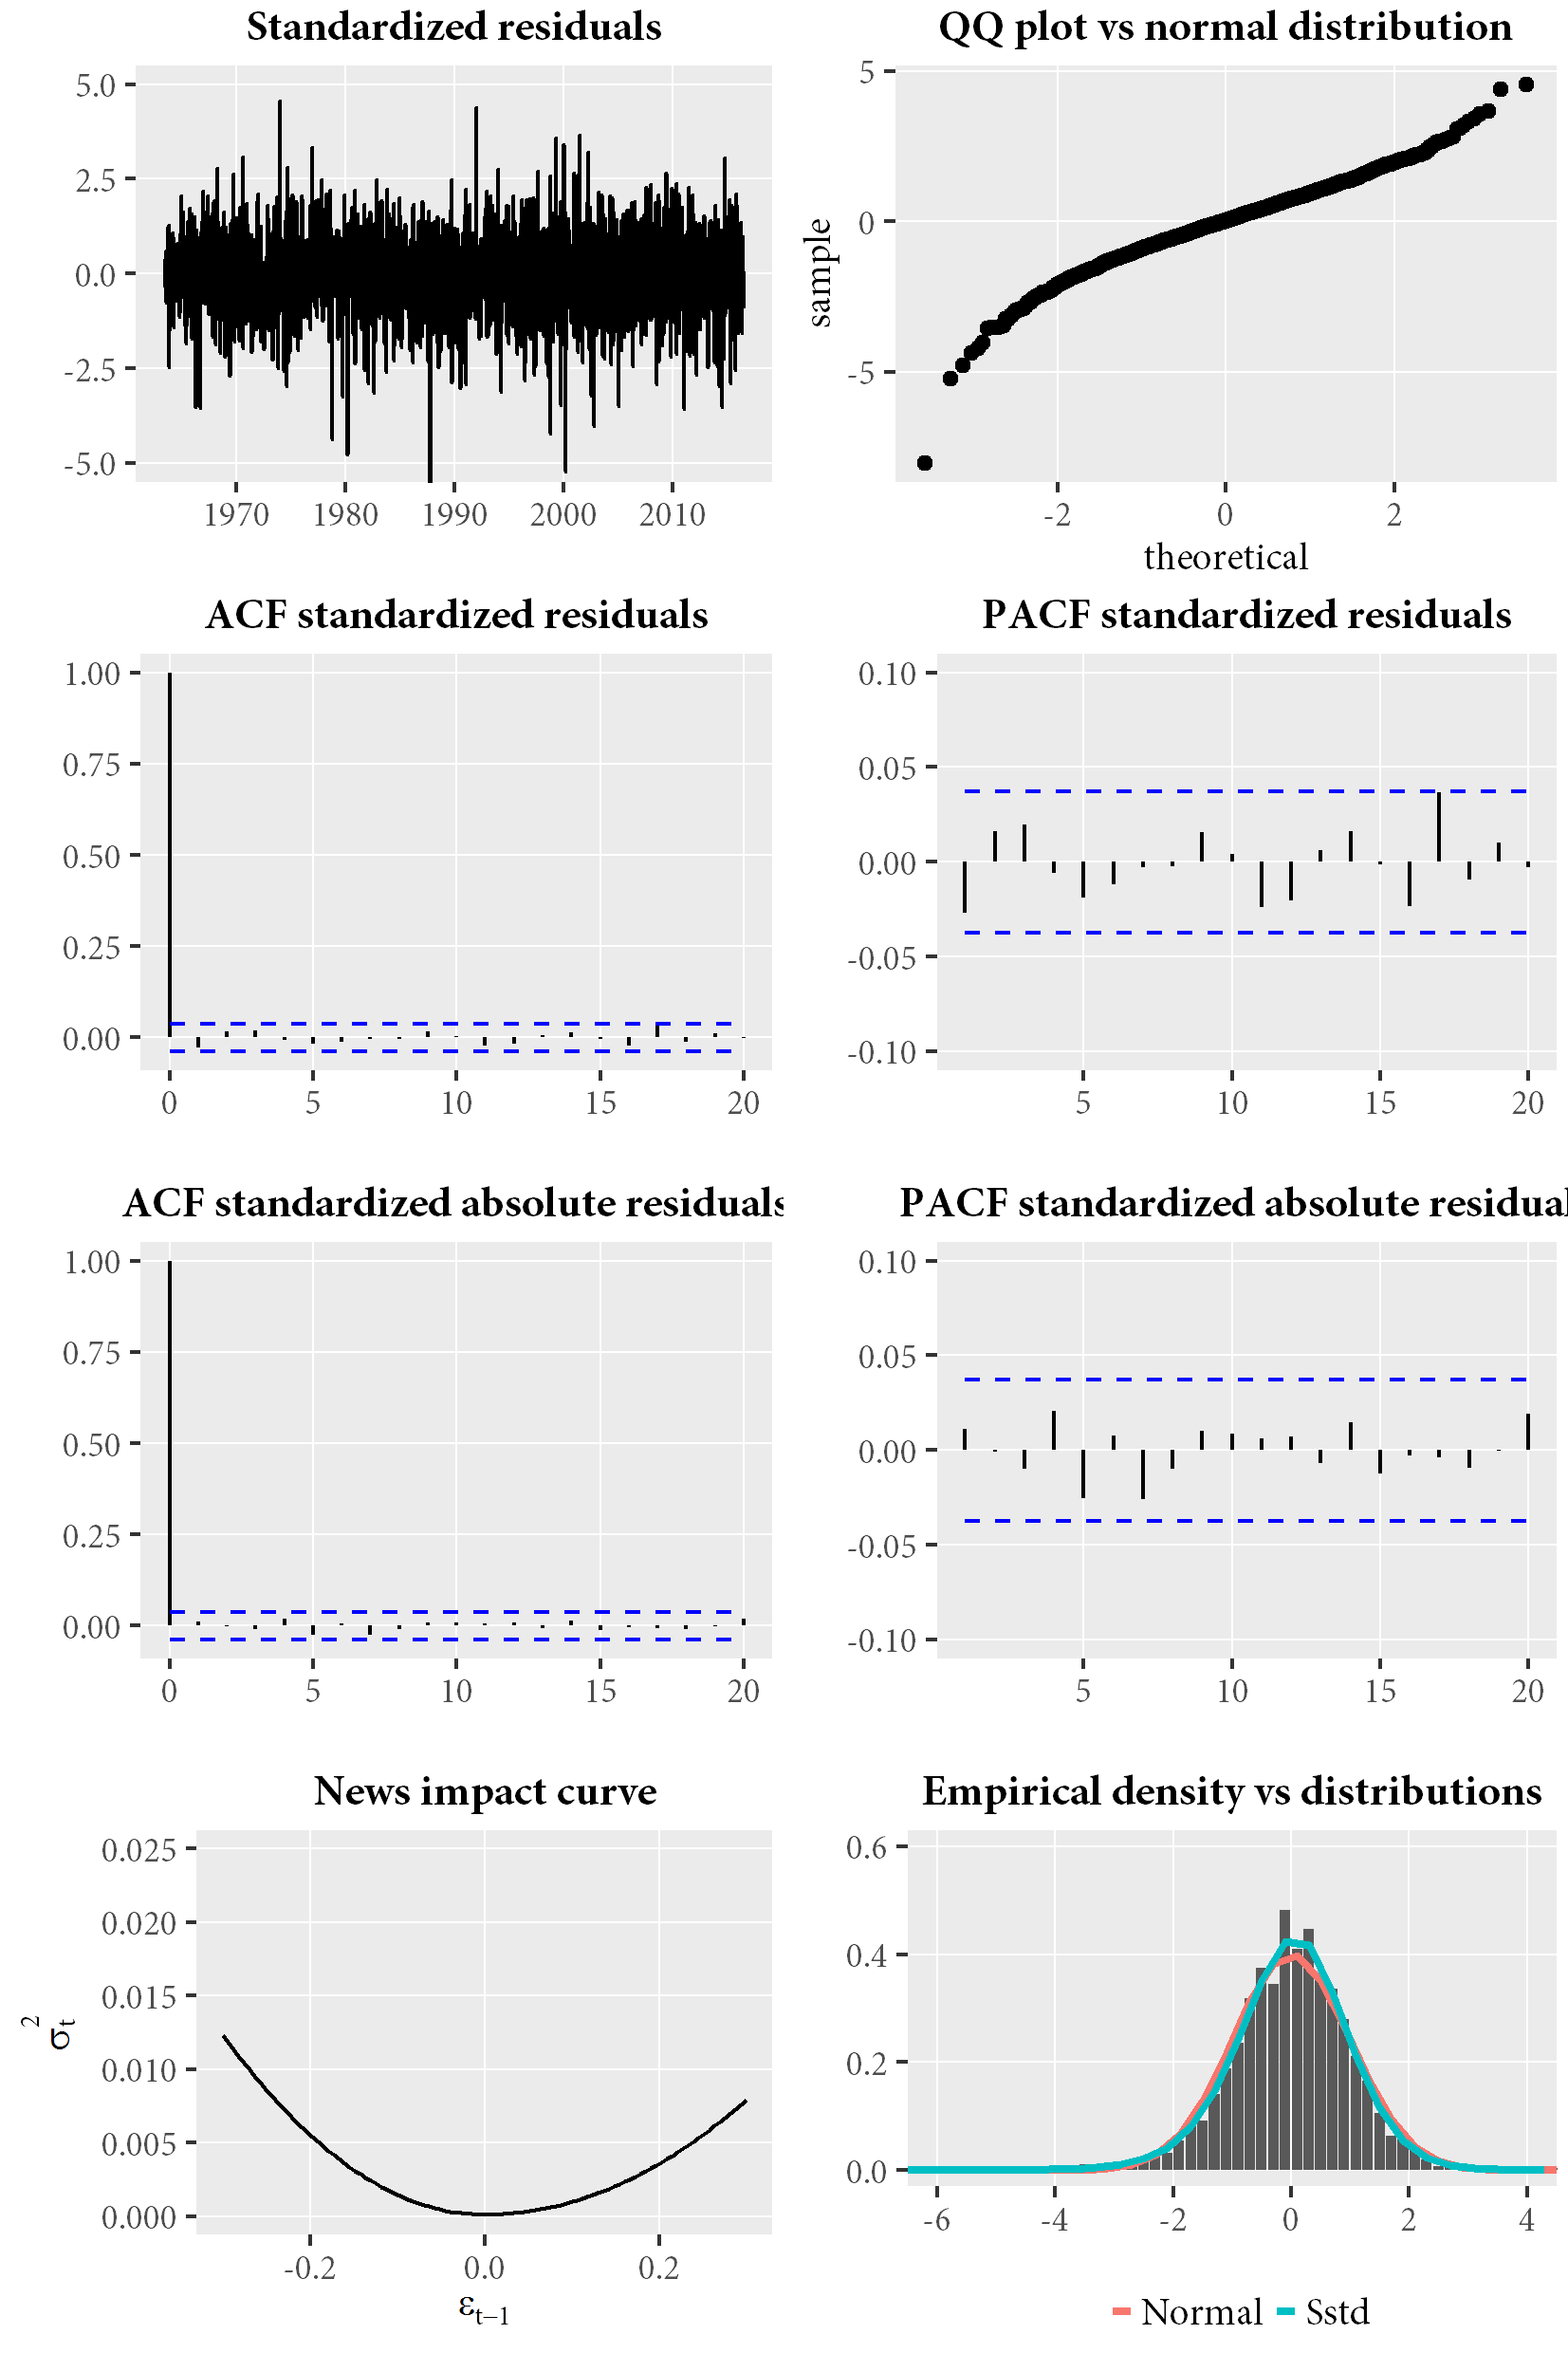 Standardized residuals
5.0
2.5
0.0
-2.5
-5.0
1970 1980 1990 2000 2010
QQ plot vs normal distribution
sample
5
0
-5
-2 0 2
theoretical
ACF standardized residuals
1.00
0.75
0.50
0.25
0.00
0 5 10 15 20
PACF standardized residuals
0.10
0.05
0.00
-0.05
-0.10
5 10 15 20
ACF standardized absolute residuals
1.00
0.75
0.50
0.25
0.00
0 5 10 15 20
PACF standardized absolute residual
0.10
0.05
0.00
-0.05
-0.10
5 10 15 20
News impact curve
σt2
0.025
0.020
0.015
0.010
0.005
0.000
-0.2 0.0 0.2
εt−1
Empirical density vs distributions
0.6
0.4
0.2
0.0
-6 -4 -2 0 2 4
Normal Sstd